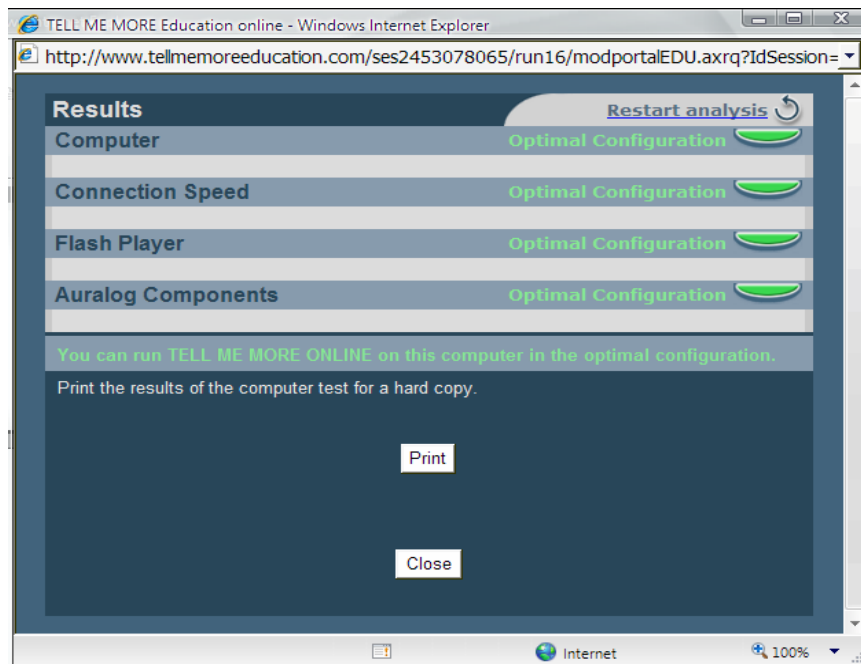 TELL ME MORE Education online - Windows Internet Explorer
http://www.tellmemoreeducation.com/ses2453078065/run16/modportalEDU.axrq?IdSession=
Results Restart analysis
Computer Optimal Configuration
Connection Speed Optimal Configuration
Flash Player Optimal Configuration
Auralog Components Optimal Configuration
You can run TELL ME MORE ONLINE on this computer in the optimal configuration.
Print the results of the computer test for a hard copy.
Print
Close
Internet 100%